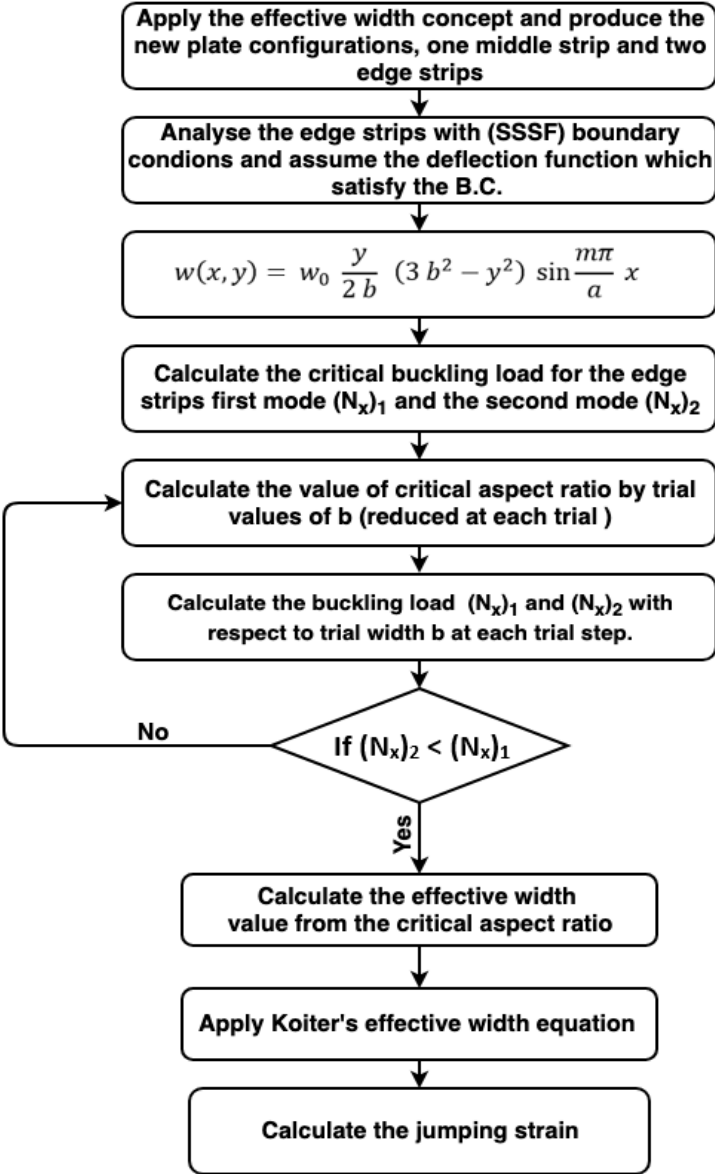 Apply the effective width concept and produce the
new plate configurations, one middle strip and two
edge strips
Analyse the edge strips with (SSSF) boundary
condions and assume the deflection function which
satisfy the B.C.
w(x,y) = w₀ y/(2 b) (3 b² − y²) sin mπ/a x
Calculate the critical buckling load for the edge
strips first mode (Nₓ)₁ and the second mode (Nₓ)₂
Calculate the value of critical aspect ratio by trial
values of b (reduced at each trial )
Calculate the buckling load (Nₓ)₁ and (Nₓ)₂ with
respect to trial width b at each trial step.
If (Nₓ)₂ < (Nₓ)₁
No
Yes
Calculate the effective width
value from the critical aspect ratio
Apply Koiter's effective width equation
Calculate the jumping strain